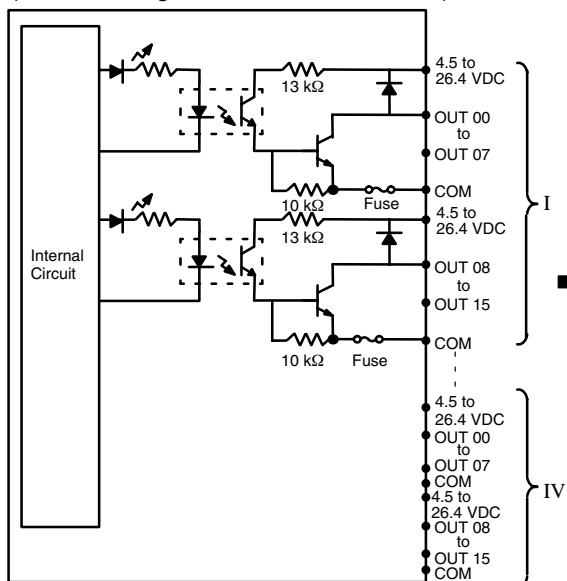 4.5 to
26.4 VDC
13 kΩ
OUT 00
to
OUT 07
COM
10 kΩ
Fuse
I
4.5 to
26.4 VDC
13 kΩ
Internal
Circuit
OUT 08
to
OUT 15
COM
10 kΩ
Fuse
4.5 to
26.4 VDC
OUT 00
to
OUT 07
COM
4.5 to
26.4 VDC
IV
OUT 08
to
OUT 15
COM